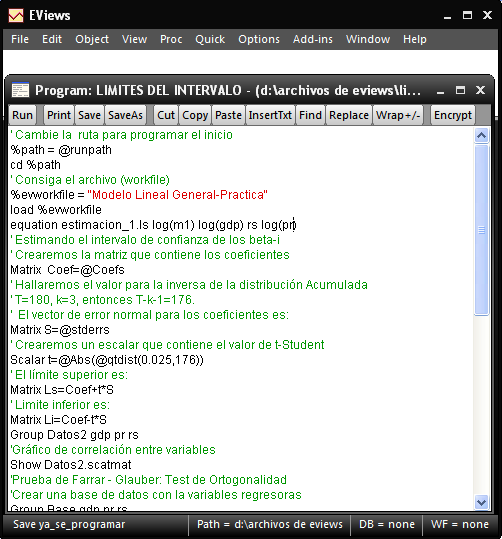 EViews
File Edit Object View Proc Quick Options Add-ins Window Help
Program: LIMITES DEL INTERVALO - (d:\archivos de eviews\li...
Run Print Save SaveAs Cut Copy Paste InsertTxt Find Replace Wrap+/- Encrypt
' Cambie la  ruta para programar el inicio
%path = @runpath
cd %path
' Consiga el archivo (workfile)
%evworkfile = "Modelo Lineal General-Practica"
load %evworkfile
equation estimacion_1.ls log(m1) log(gdp) rs log(pr)
' Estimando el intervalo de confianza de los beta-i
' Crearemos la matriz que contiene los coeficientes
Matrix  Coef=@Coefs
' Hallaremos el valor para la inversa de la distribución Acumulada
' T=180, k=3, entonces T-k-1=176.
'  El vector de error normal para los coeficientes es:
Matrix S=@stderrs
' Crearemos un escalar que contiene el valor de t-Student
Scalar t=@Abs(@qtdist(0.025,176))
' El límite superior es:
Matrix Ls=Coef+t*S
' Limite inferior es:
Matrix Li=Coef-t*S
Group Datos2 gdp pr rs
'Gráfico de correlación entre variables
Show Datos2.scatmat
'Prueba de Farrar - Glauber: Test de Ortogonalidad
'Crear una base de datos con la variables regresoras
Group Base gdp pr rs
Save ya_se_programar Path = d:\archivos de eviews DB = none WF = none